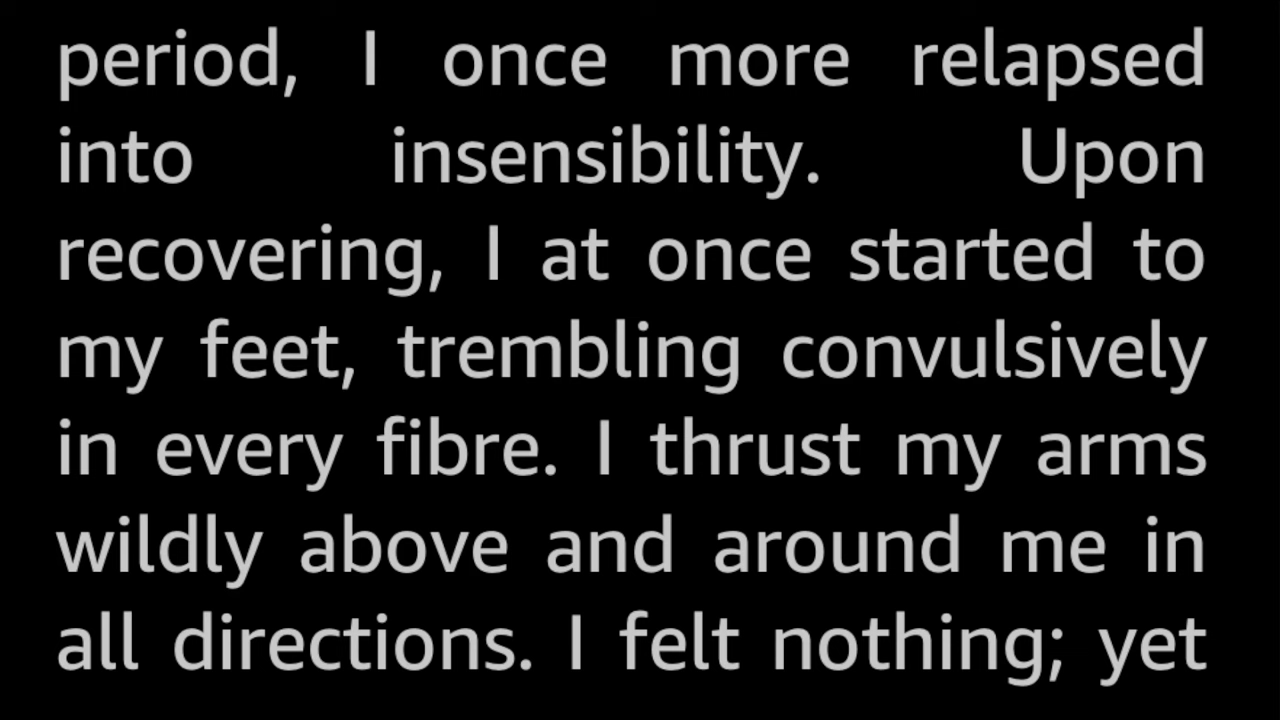 period, I once more relapsed
into insensibility. Upon
recovering, I at once started to
my feet, trembling convulsively
in every fibre. I thrust my arms
wildly above and around me in
all directions. I felt nothing; yet